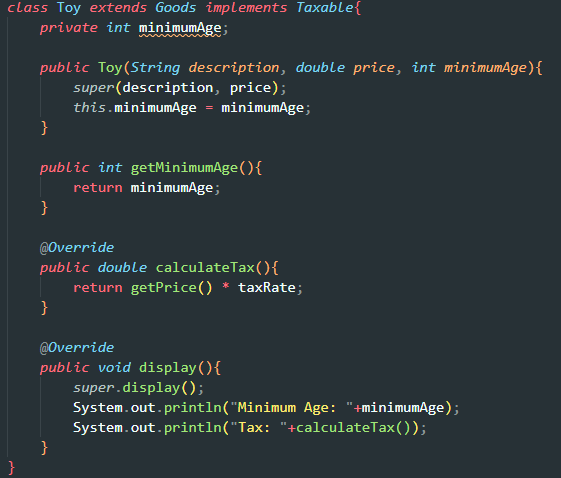 class Toy extends Goods implements Taxable{
    private int minimumAge;

    public Toy(String description, double price, int minimumAge){
        super(description, price);
        this.minimumAge = minimumAge;
    }

    public int getMinimumAge(){
        return minimumAge;
    }

    @Override
    public double calculateTax(){
        return getPrice() * taxRate;
    }

    @Override
    public void display(){
        super.display();
        System.out.println("Minimum Age: "+minimumAge);
        System.out.println("Tax: "+calculateTax());
    }
}